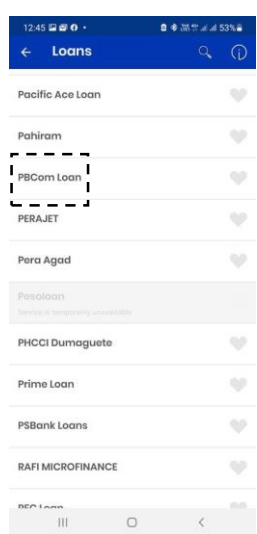 12:45 53%
Loans
Pacific Ace Loan
Pahiram
PBCom Loan
PERAJET
Pera Agad
Pesoloan
Service is temporarily unavailable
PHCCI Dumaguete
Prime Loan
PSBank Loans
RAFI MICROFINANCE